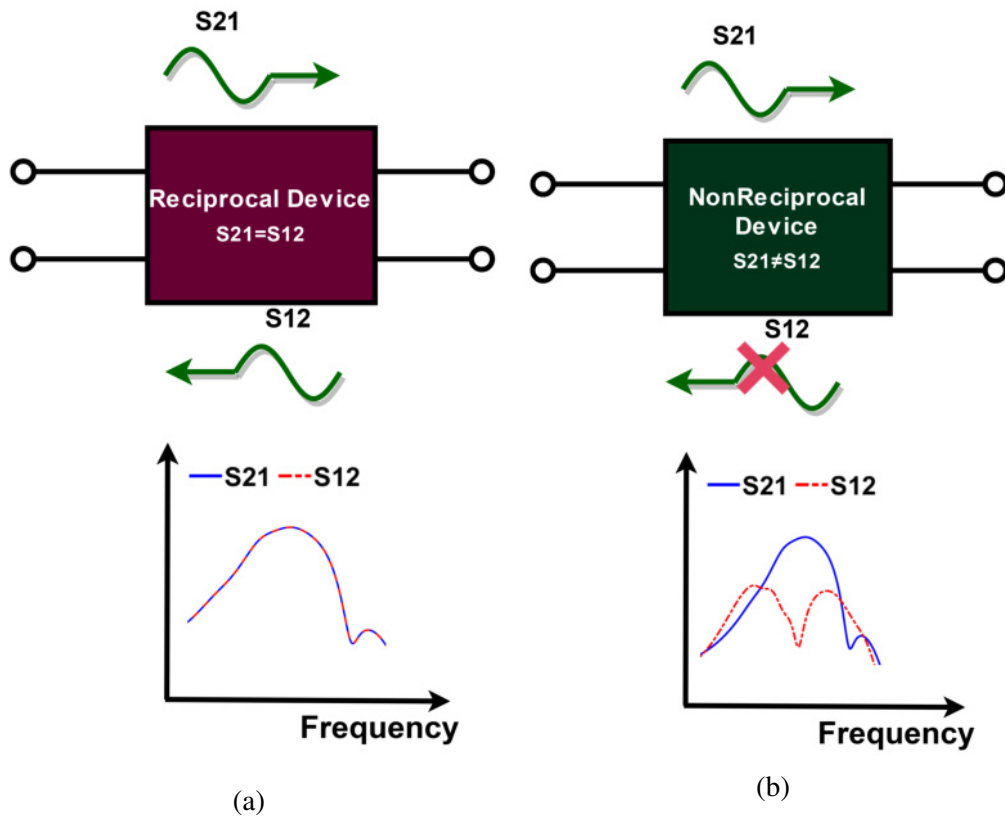 S21
Reciprocal Device
S21=S12
S12
S21 S12
Frequency
(a)
S21
NonReciprocal
Device
S21≠S12
S12
S21 S12
Frequency
(b)